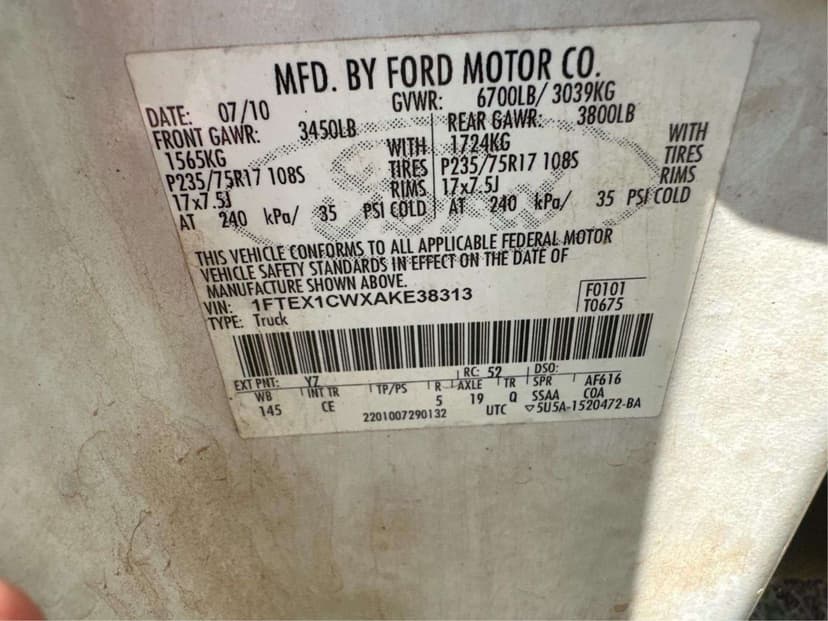 MFD. BY FORD MOTOR CO.
DATE: 07/10 GVWR: 6700LB/ 3039KG
FRONT GAWR: 3450LB REAR GAWR: 3800LB
1565KG WITH 1724KG WITH
P235/75R17 108S TIRES P235/75R17 108S TIRES
17x7.5J RIMS 17x7.5J RIMS
AT 240 kPa/ 35 PSI COLD AT 240 kPa/ 35 PSI COLD
THIS VEHICLE CONFORMS TO ALL APPLICABLE FEDERAL MOTOR
VEHICLE SAFETY STANDARDS IN EFFECT ON THE DATE OF
MANUFACTURE SHOWN ABOVE.
VIN: 1FTEX1CWXAKE38313 F0101
TYPE: Truck T0675
EXT PNT: YZ RC: 52 DSO:
WB INT TR TP/PS R AXLE TR SPR AF616
145 CE 5 19 Q SSAA COA
2201007290132 UTC ▽5U5A-1520472-BA